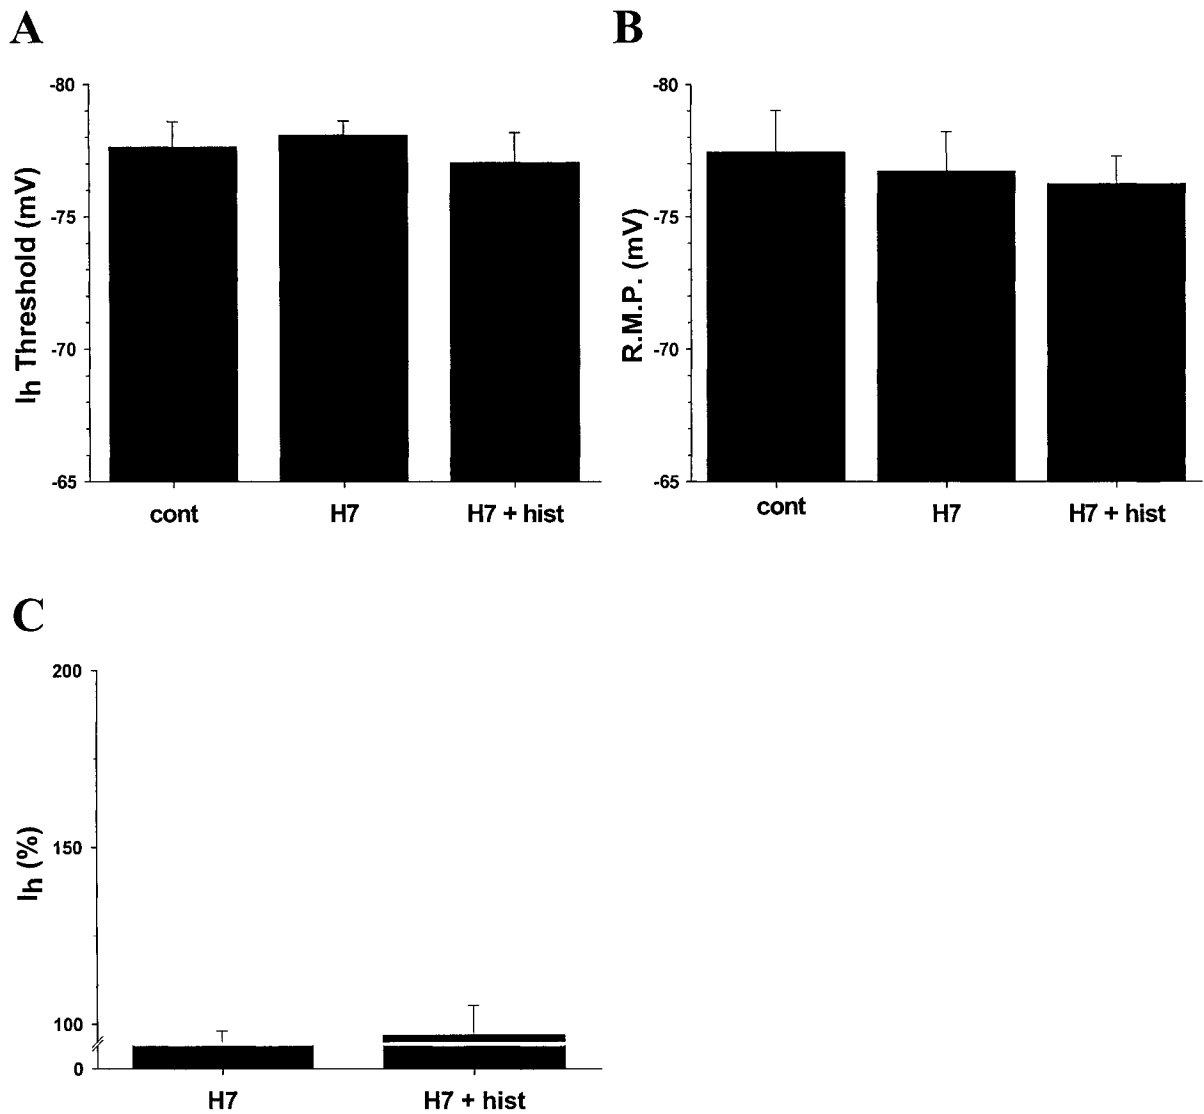 A
-80
-75
-70
-65
Ih Threshold (mV)
cont
H7
H7 + hist
B
-80
-75
-70
-65
R.M.P. (mV)
cont
H7
H7 + hist
C
200
150
100
0
Ih (%)
H7
H7 + hist